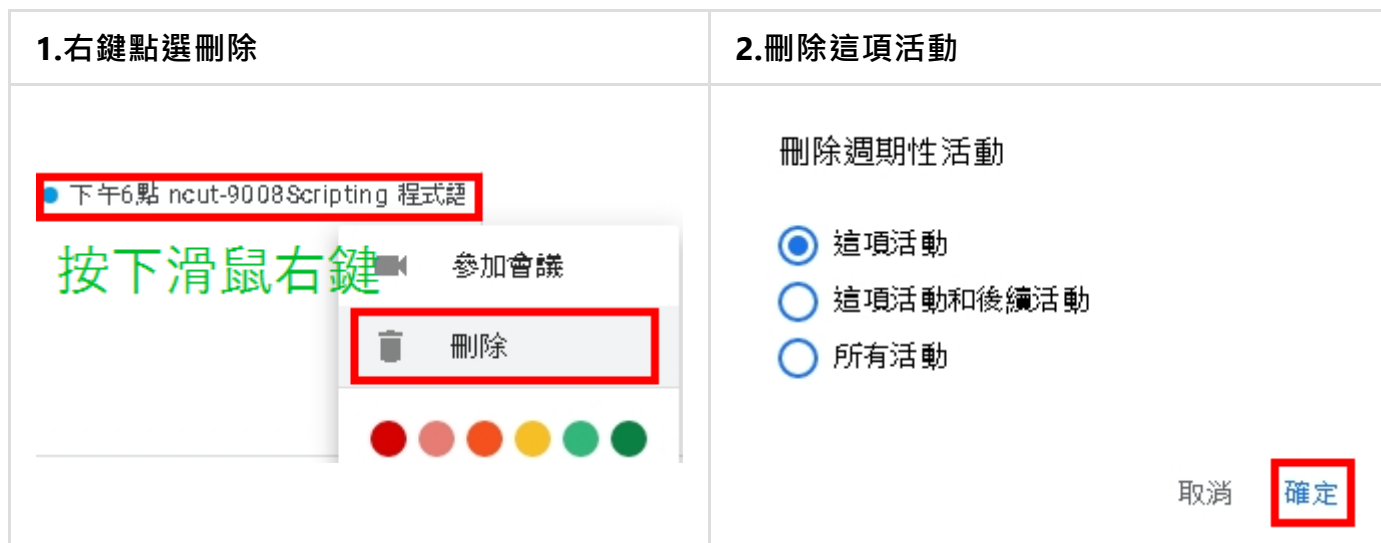 1.右鍵點選刪除
2.刪除這項活動
下午6點 ncut-9008Scripting 程式語
按下滑鼠右鍵
參加會議
刪除
刪除週期性活動
這項活動
這項活動和後續活動
所有活動
取消
確定